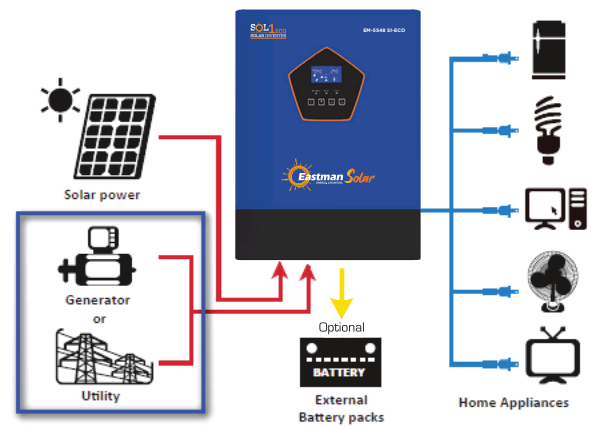 SOL1 ECO
SOLAR INVERTER
EM-5548 S1-ECO
Eastman Solar
Solar power
Generator
or
Utility
Optional
BATTERY
External
Battery packs
Home Appliances